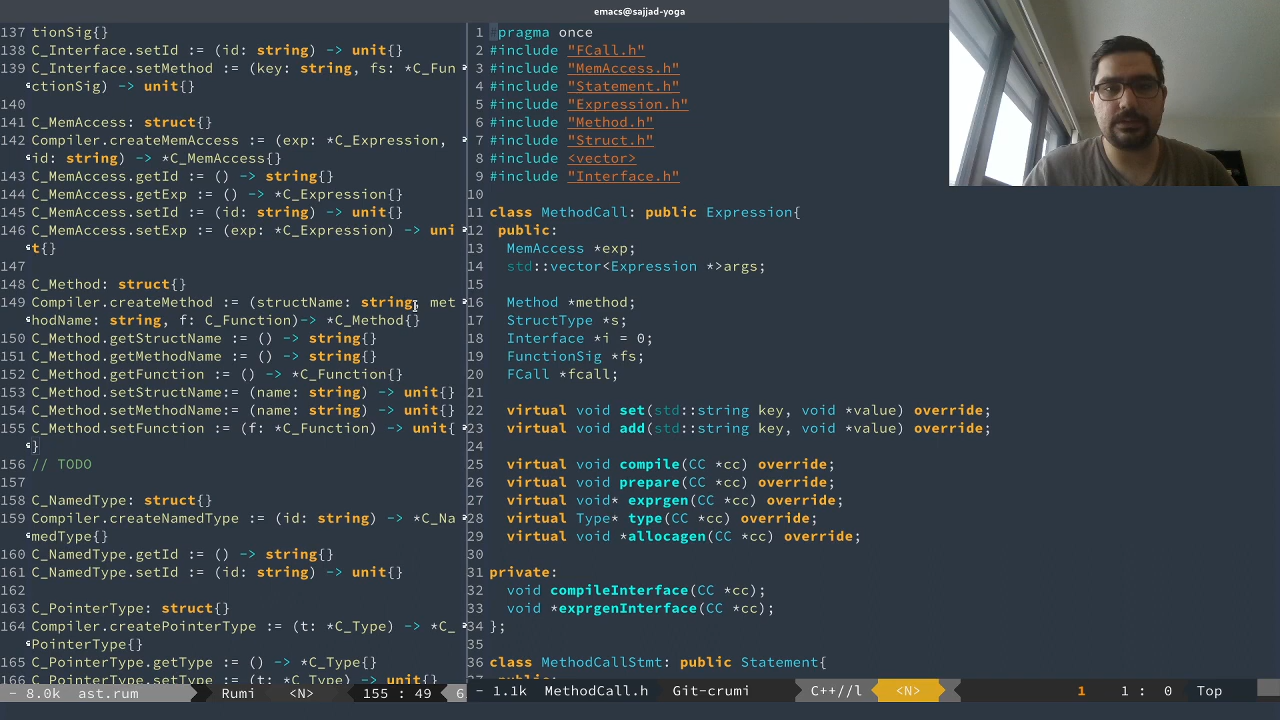 emacs@sajjad-yoga
137 tionSig{}
138 C_Interface.setId := (id: string) -> unit{}
139 C_Interface.setMethod := (key: string, fs: *C_Fun
ctionSig) -> unit{}
140
141 C_MemAccess: struct{}
142 Compiler.createMemAccess := (exp: *C_Expression,
id: string) -> *C_MemAccess{}
143 C_MemAccess.getId := () -> string{}
144 C_MemAccess.getExp := () -> *C_Expression{}
145 C_MemAccess.setId := (id: string) -> unit{}
146 C_MemAccess.setExp := (exp: *C_Expression) -> uni
t{}
147
148 C_Method: struct{}
149 Compiler.createMethod := (structName: string, met
hodName: string, f: C_Function)-> *C_Method{}
150 C_Method.getStructName := () -> string{}
151 C_Method.getMethodName := () -> string{}
152 C_Method.getFunction := () -> *C_Function{}
153 C_Method.setStructName:= (name: string) -> unit{}
154 C_Method.setMethodName:= (name: string) -> unit{}
155 C_Method.setFunction := (f: *C_Function) -> unit{
}
156 // TODO
157
158 C_NamedType: struct{}
159 Compiler.createNamedType := (id: string) -> *C_Na
medType{}
160 C_NamedType.getId := () -> string{}
161 C_NamedType.setId := (id: string) -> unit{}
162
163 C_PointerType: struct{}
164 Compiler.createPointerType := (t: *C_Type) -> *C_
PointerType{}
165 C_PointerType.getType := () -> *C_Type{}
166 C_PointerType.setType := (t: *C_Type) -> unit{}
- 8.0k ast.rum Rumi <N> 155 : 49 6
1 #pragma once
2 #include "FCall.h"
3 #include "MemAccess.h"
4 #include "Statement.h"
5 #include "Expression.h"
6 #include "Method.h"
7 #include "Struct.h"
8 #include <vector>
9 #include "Interface.h"
10
11 class MethodCall: public Expression{
12 public:
13 MemAccess *exp;
14 std::vector<Expression *>args;
15
16 Method *method;
17 StructType *s;
18 Interface *i = 0;
19 FunctionSig *fs;
20 FCall *fcall;
21
22 virtual void set(std::string key, void *value) override;
23 virtual void add(std::string key, void *value) override;
24
25 virtual void compile(CC *cc) override;
26 virtual void prepare(CC *cc) override;
27 virtual void* exprgen(CC *cc) override;
28 virtual Type* type(CC *cc) override;
29 virtual void *allocagen(CC *cc) override;
30
31 private:
32 void compileInterface(CC *cc);
33 void *exprgenInterface(CC *cc);
34 };
35
36 class MethodCallStmt: public Statement{
- 1.1k MethodCall.h Git-crumi C++//l <N> 1 1 : 0 Top